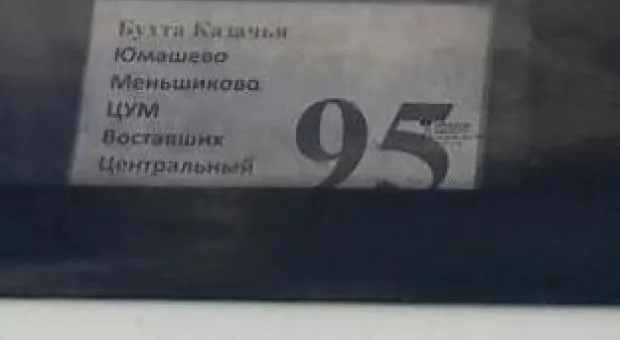 Бухта Казачья
Юмашево
Меньшикова
ЦУМ
Воставших
Центральный
95